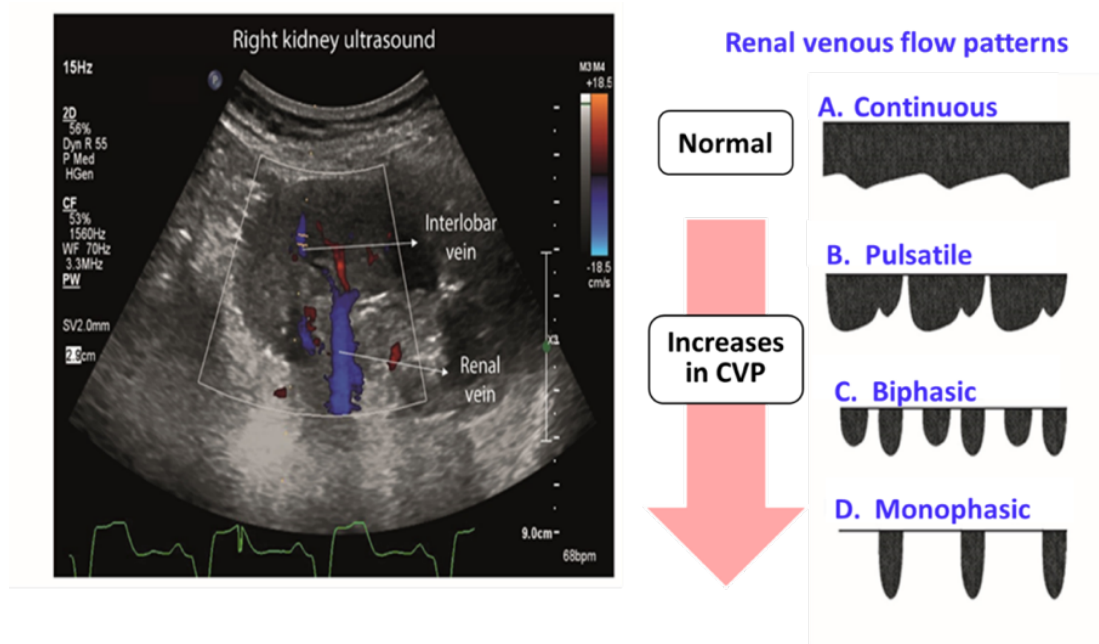 Right kidney ultrasound
15Hz
2D
56%
Dyn R 55
P Med
HGen
CF
53%
1560Hz
WF 70Hz
3.3MHz
PW
SV2.0mm
2.9cm
P
M3 M4
+18.5
-18.5
cm/s
Interlobar
vein
Renal
vein
9.0cm
68bpm
Renal venous flow patterns
Normal
Increases
in CVP
A. Continuous
B. Pulsatile
C. Biphasic
D. Monophasic